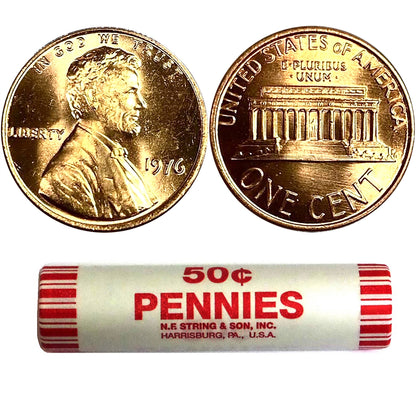 IN GOD WE TRUST
LIBERTY
1976
UNITED STATES OF AMERICA
E·PLURIBUS
·UNUM·
ONE CENT
50¢
PENNIES
N.F. STRING & SON, INC.
HARRISBURG, PA., U.S.A.